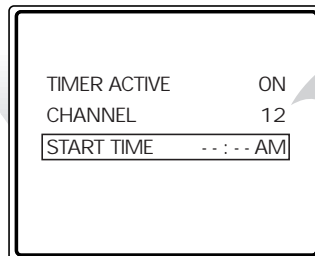 TIMER ACTIVE ON
CHANNEL 12
START TIME - - : - - AM